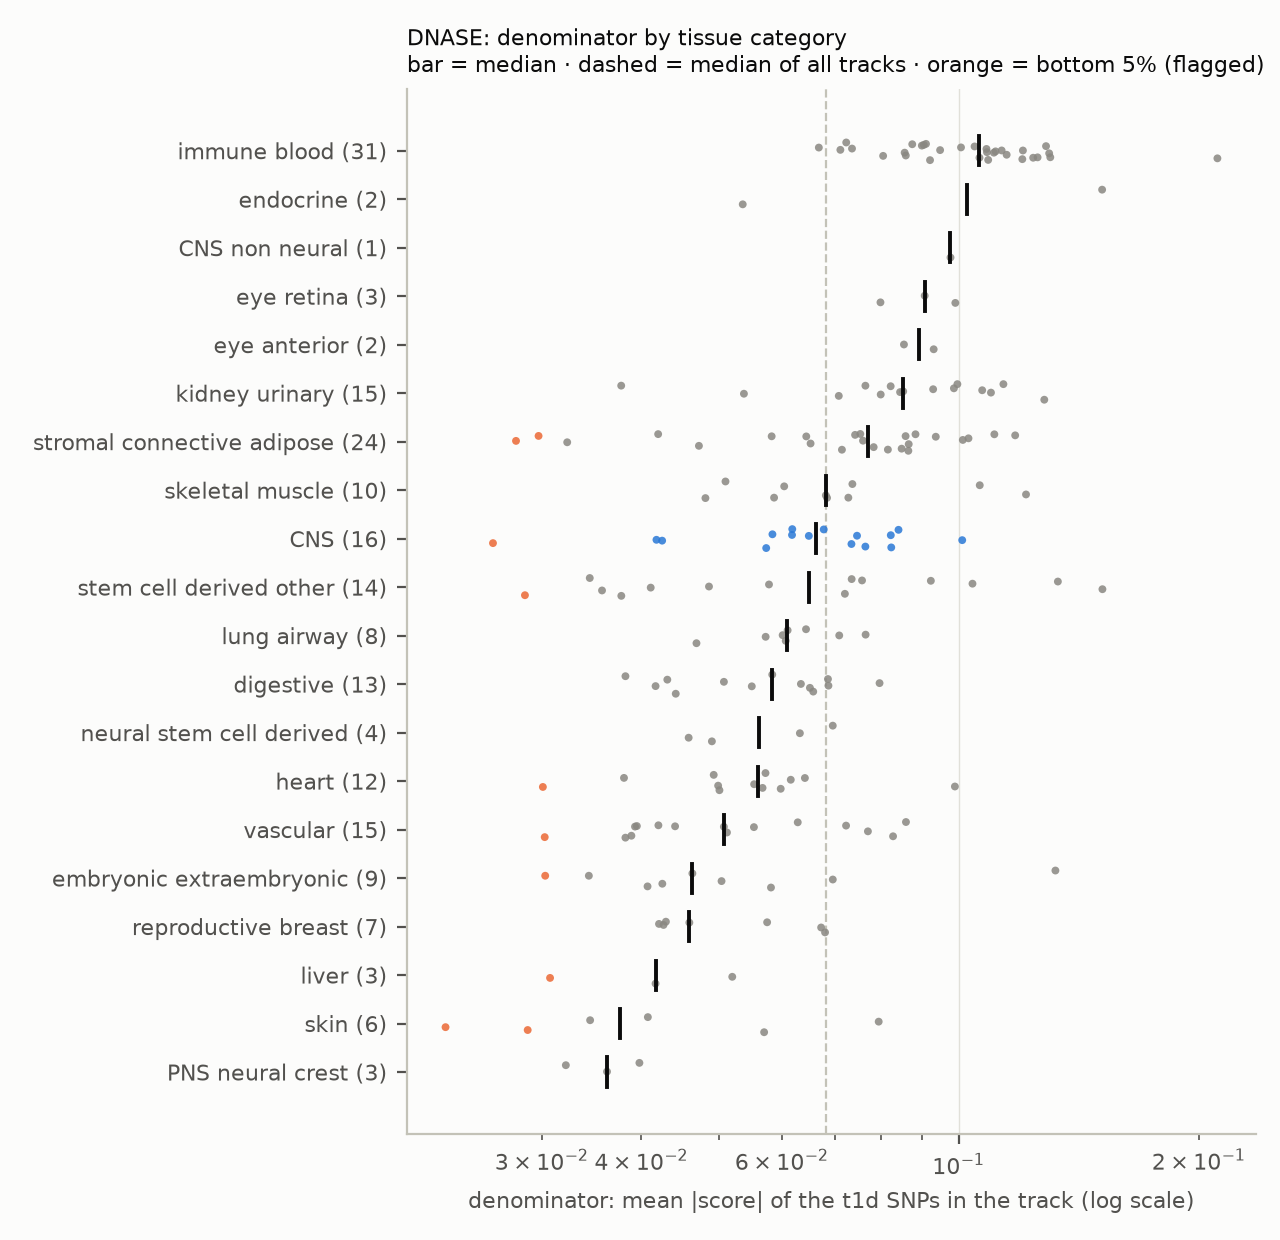 DNASE: denominator by tissue category
bar = median · dashed = median of all tracks · orange = bottom 5% (flagged)
immune blood (31)
endocrine (2)
CNS non neural (1)
eye retina (3)
eye anterior (2)
kidney urinary (15)
stromal connective adipose (24)
skeletal muscle (10)
CNS (16)
stem cell derived other (14)
lung airway (8)
digestive (13)
neural stem cell derived (4)
heart (12)
vascular (15)
embryonic extraembryonic (9)
reproductive breast (7)
liver (3)
skin (6)
PNS neural crest (3)
3 × 10⁻² 4 × 10⁻² 6 × 10⁻² 10⁻¹ 2 × 10⁻¹
denominator: mean |score| of the t1d SNPs in the track (log scale)